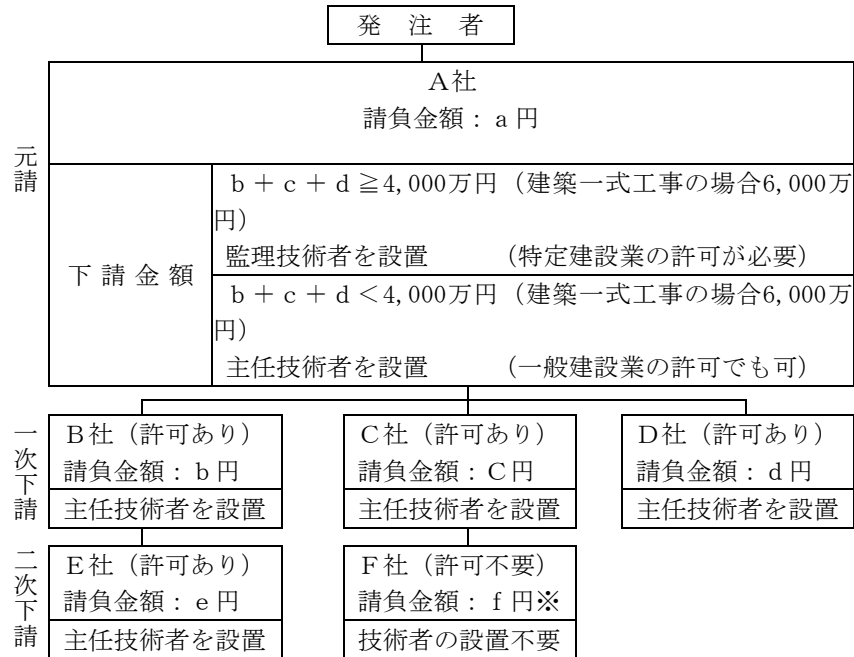 発　注　者
Ａ社
請負金額：ａ円
元請
下請金額
ｂ＋ｃ＋ｄ≧4,000万円（建築一式工事の場合6,000万
円）
監理技術者を設置　　　（特定建設業の許可が必要）
ｂ＋ｃ＋ｄ＜4,000万円（建築一式工事の場合6,000万
円）
主任技術者を設置　　　（一般建設業の許可でも可）
一次下請
Ｂ社（許可あり）
請負金額：ｂ円
主任技術者を設置
Ｃ社（許可あり）
請負金額：Ｃ円
主任技術者を設置
Ｄ社（許可あり）
請負金額：ｄ円
主任技術者を設置
二次下請
Ｅ社（許可あり）
請負金額：ｅ円
主任技術者を設置
Ｆ社（許可不要）
請負金額：ｆ円※
技術者の設置不要